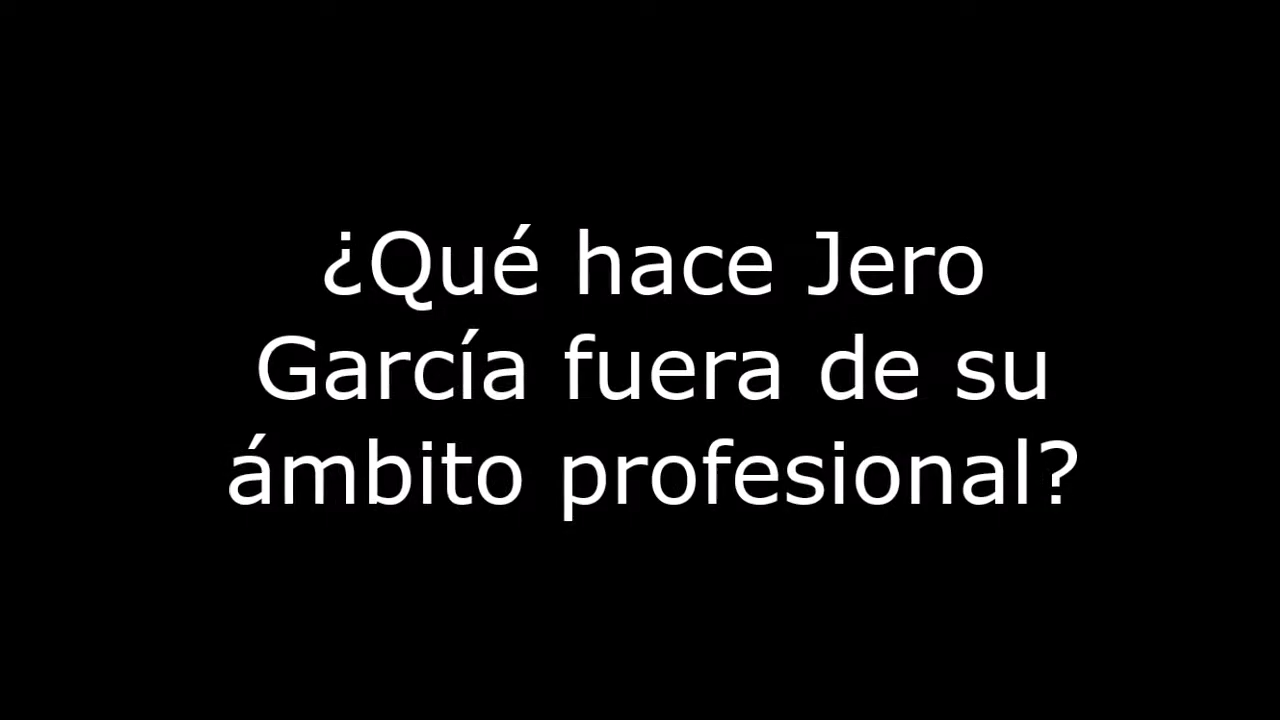 ¿Qué hace Jero
García fuera de su
ámbito profesional?